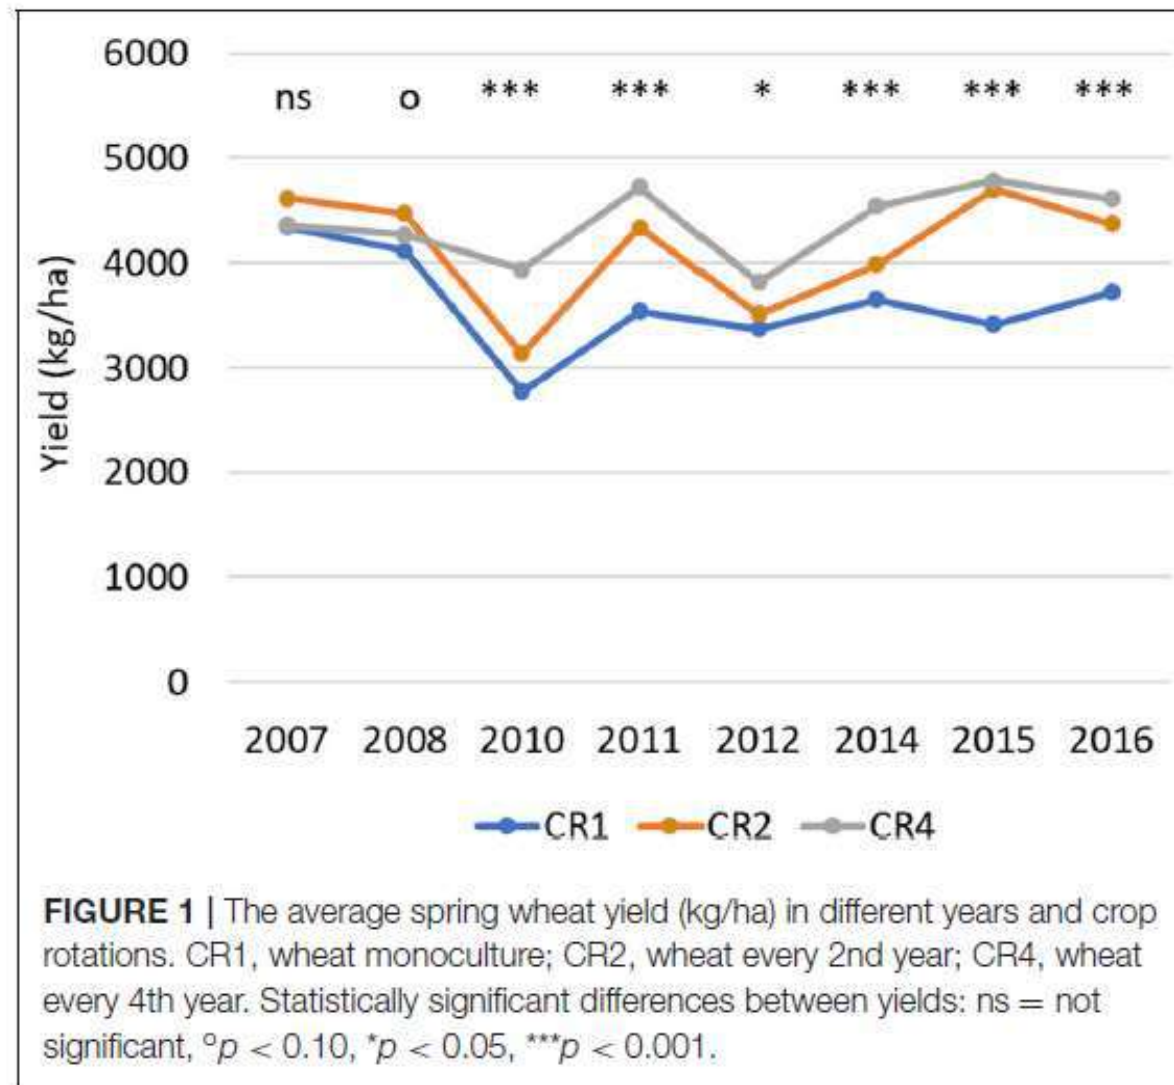 6000
ns o *** *** * *** *** ***
5000
4000
3000
2000
1000
0
Yield (kg/ha)
2007 2008 2010 2011 2012 2014 2015 2016
CR1 CR2 CR4
FIGURE 1 | The average spring wheat yield (kg/ha) in different years and crop
rotations. CR1, wheat monoculture; CR2, wheat every 2nd year; CR4, wheat
every 4th year. Statistically significant differences between yields: ns = not
significant, °p < 0.10, *p < 0.05, ***p < 0.001.